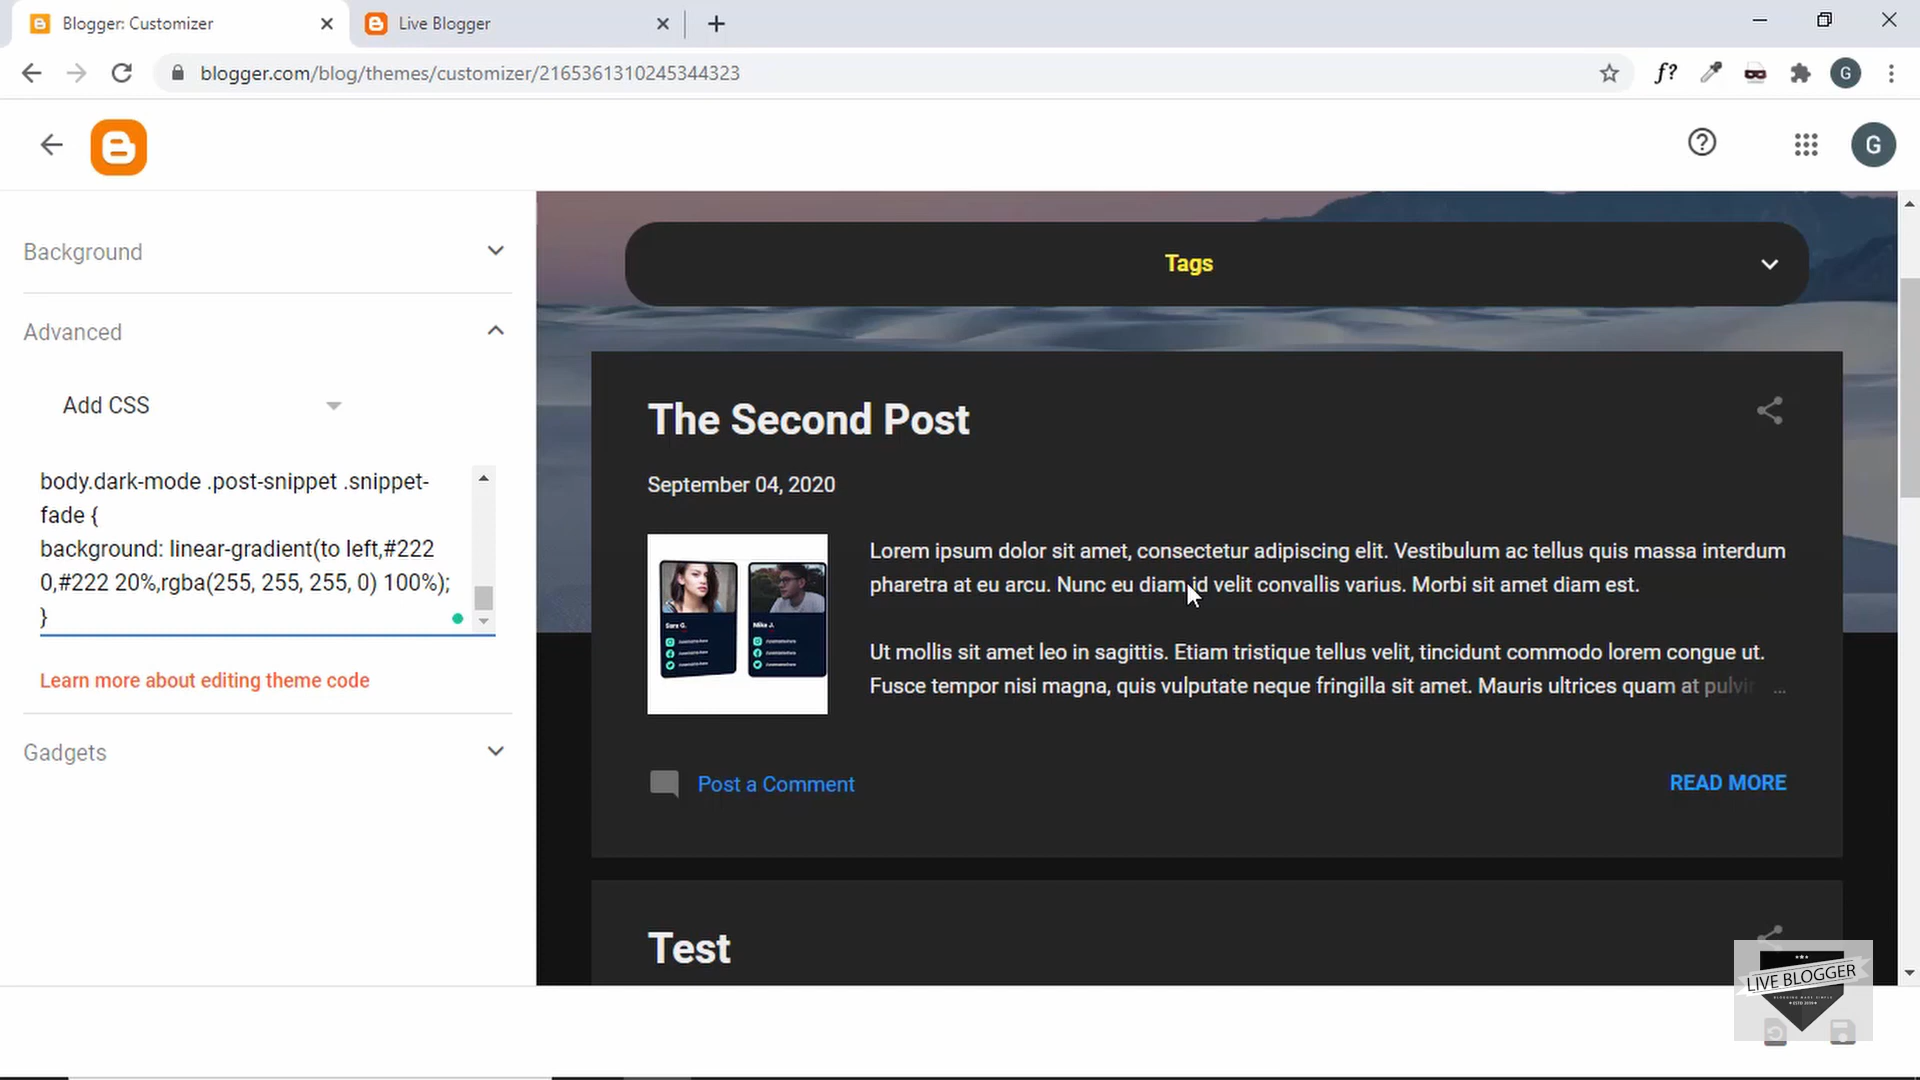 Blogger: Customizer
Live Blogger
blogger.com/blog/themes/customizer/2165361310245344323
f?
G
G
Background
Advanced
Add CSS
body.dark-mode .post-snippet .snippet-
fade {
background: linear-gradient(to left,#222
0,#222 20%,rgba(255, 255, 255, 0) 100%);
}
Learn more about editing theme code
Gadgets
Tags
The Second Post
September 04, 2020
Sara G.
Mike J.
Lorem ipsum dolor sit amet, consectetur adipiscing elit. Vestibulum ac tellus quis massa interdum
pharetra at eu arcu. Nunc eu diam id velit convallis varius. Morbi sit amet diam est.
Ut mollis sit amet leo in sagittis. Etiam tristique tellus velit, tincidunt commodo lorem congue ut.
Fusce tempor nisi magna, quis vulputate neque fringilla sit amet. Mauris ultrices quam at pulvin ...
Post a Comment
READ MORE
Test
LIVE BLOGGER